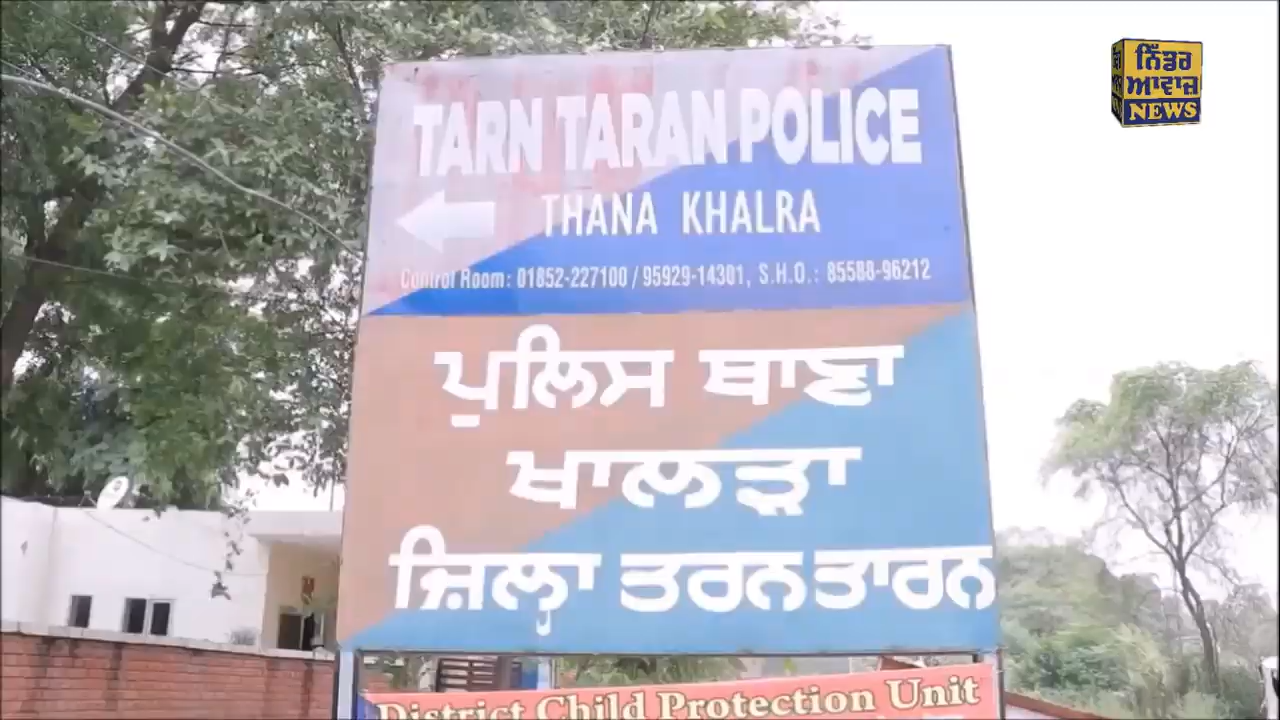 TARN TARAN POLICE
THANA KHALRA
Control Room: 01852-227100 / 95929-14301, S.H.O.: 85588-96212
ਪੁਲਿਸ ਥਾਣਾ
ਖਾਲੜਾ
ਜ਼ਿਲ੍ਹਾ ਤਰਨ ਤਾਰਨ
District Child Protection Unit
ਨਿੱਡਰ
ਆਵਾਜ਼
NEWS